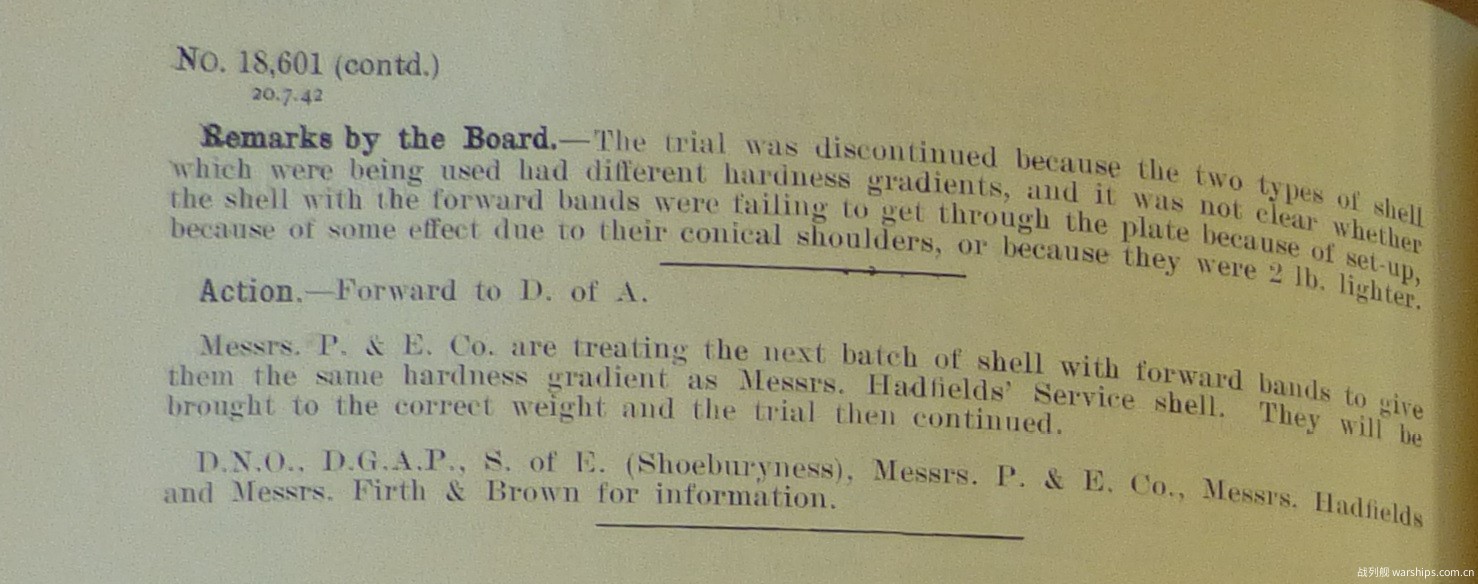 No. 18,601 (contd.)
20.7.42
Remarks by the Board.—The trial was discontinued because the two types of shell
which were being used had different hardness gradients, and it was not clear whether
the shell with the forward bands were failing to get through the plate because of set-up,
because of some effect due to their conical shoulders, or because they were 2 lb. lighter.
Action.—Forward to D. of A.
Messrs. P. & E. Co. are treating the next batch of shell with forward bands to give
them the same hardness gradient as Messrs. Hadfields' Service shell. They will be
brought to the correct weight and the trial then continued.
D.N.O., D.G.A.P., S. of E. (Shoeburyness), Messrs. P. & E. Co., Messrs. Hadfields
and Messrs. Firth & Brown for information.
战列舰 warships.com.cn